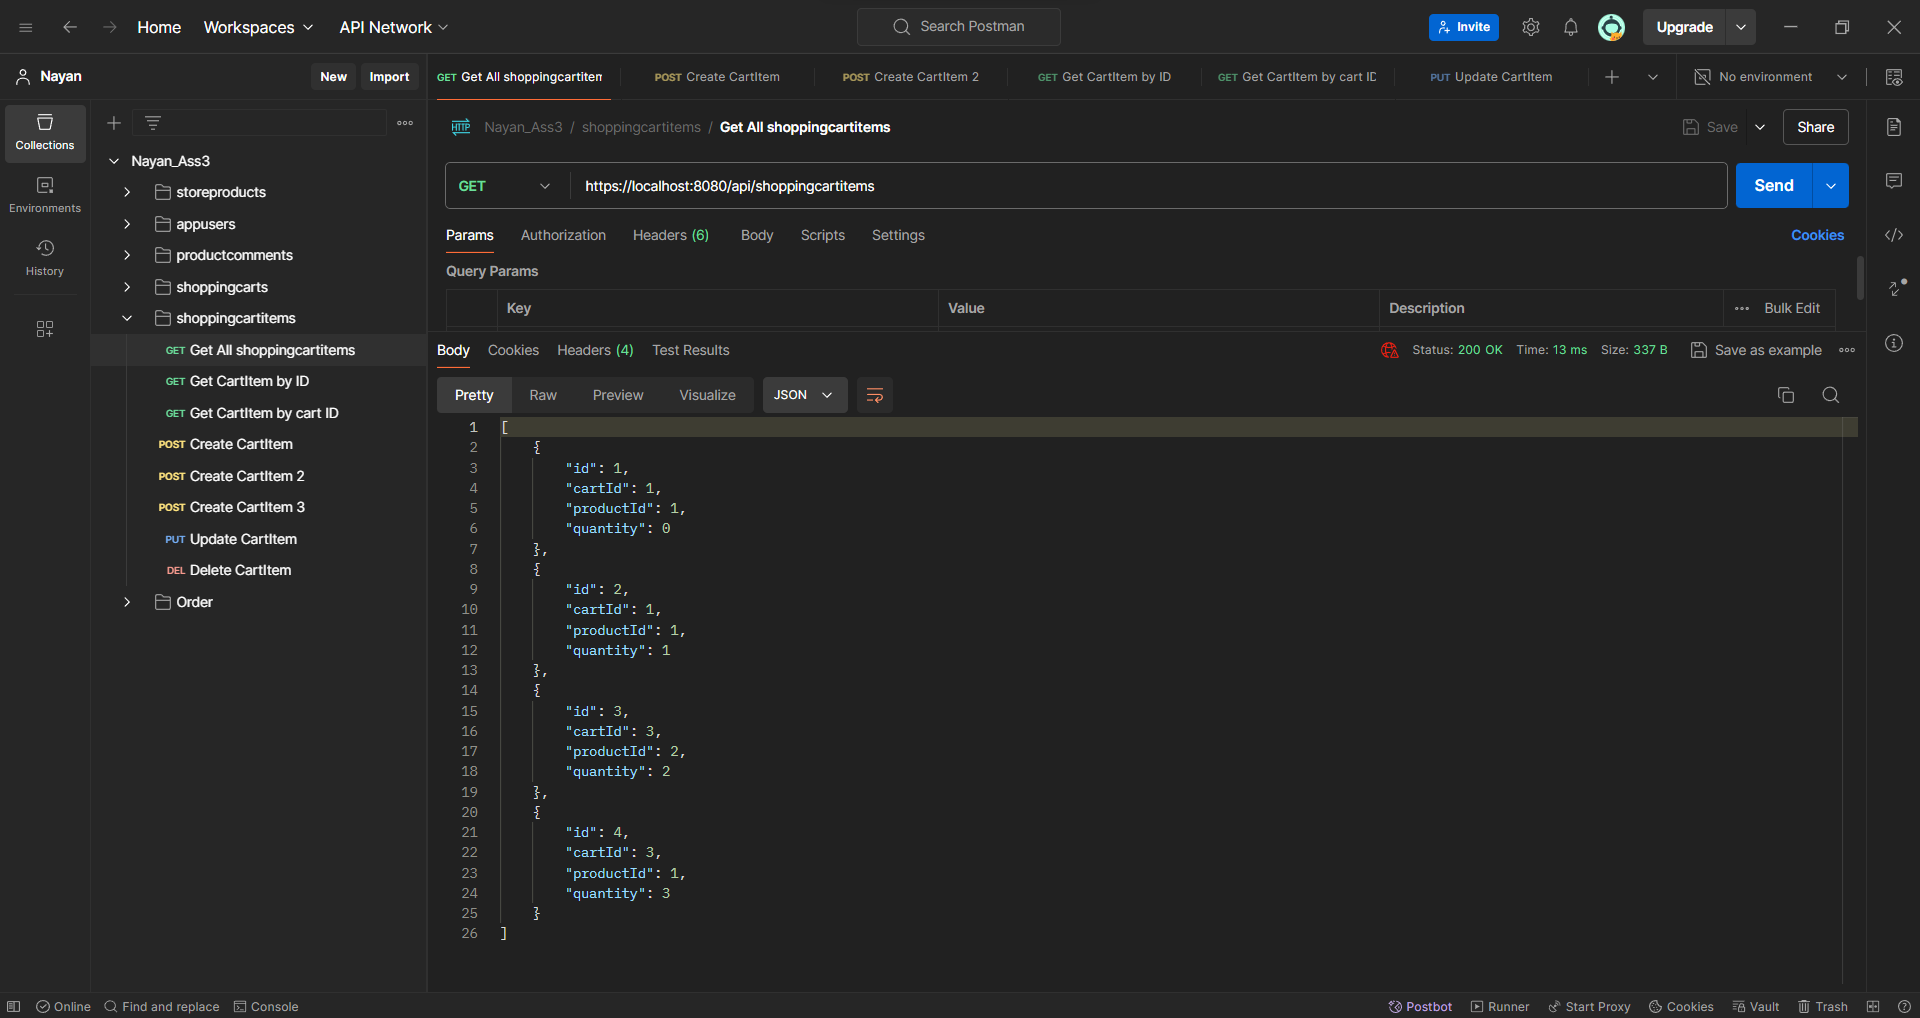 Home Workspaces API Network Search Postman Invite Upgrade
Nayan New Import GET Get All shoppingcartiten POST Create CartItem POST Create CartItem 2 GET Get CartItem by ID GET Get CartItem by cart ID PUT Update CartItem No environment
Collections
Environments
History
Nayan_Ass3
storeproducts
appusers
productcomments
shoppingcarts
shoppingcartitems
GET Get All shoppingcartitems
GET Get CartItem by ID
GET Get CartItem by cart ID
POST Create CartItem
POST Create CartItem 2
POST Create CartItem 3
PUT Update CartItem
DEL Delete CartItem
Order
HTTP Nayan_Ass3 / shoppingcartitems / Get All shoppingcartitems Save Share
GET https://localhost:8080/api/shoppingcartitems Send
Params Authorization Headers (6) Body Scripts Settings Cookies
Query Params
Key Value Description Bulk Edit
Body Cookies Headers (4) Test Results Status: 200 OK Time: 13 ms Size: 337 B Save as example
Pretty Raw Preview Visualize JSON
1 [
2 {
3 "id": 1,
4 "cartId": 1,
5 "productId": 1,
6 "quantity": 0
7 },
8 {
9 "id": 2,
10 "cartId": 1,
11 "productId": 1,
12 "quantity": 1
13 },
14 {
15 "id": 3,
16 "cartId": 3,
17 "productId": 2,
18 "quantity": 2
19 },
20 {
21 "id": 4,
22 "cartId": 3,
23 "productId": 1,
24 "quantity": 3
25 }
26 ]
Online Find and replace Console Postbot Runner Start Proxy Cookies Vault Trash